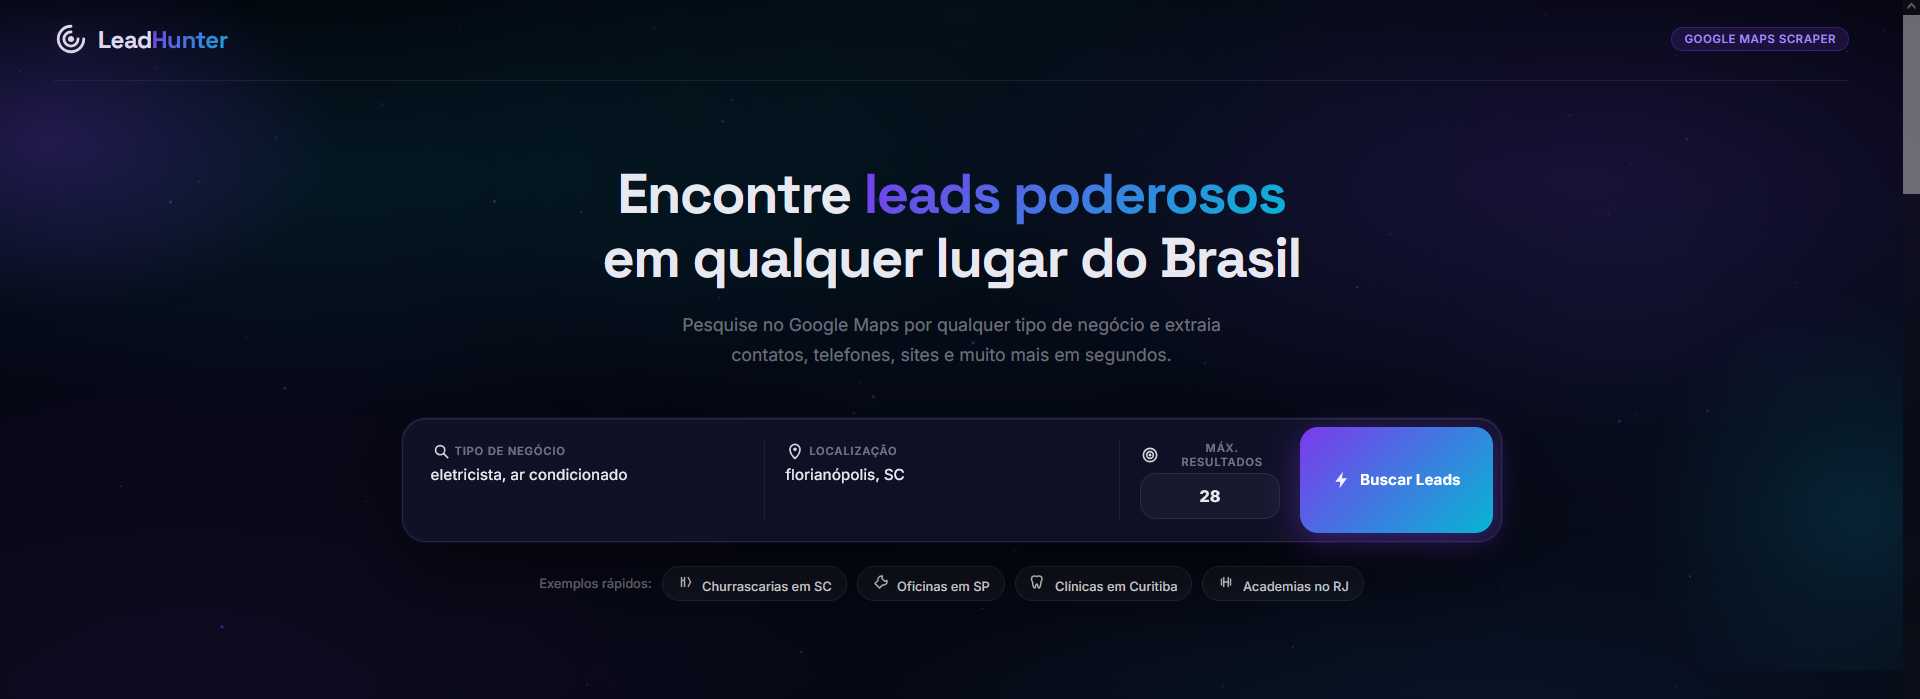 LeadHunter
GOOGLE MAPS SCRAPER
Encontre leads poderosos
em qualquer lugar do Brasil
Pesquise no Google Maps por qualquer tipo de negócio e extraia
contatos, telefones, sites e muito mais em segundos.
TIPO DE NEGÓCIO
eletricista, ar condicionado
LOCALIZAÇÃO
florianópolis, SC
MÁX.
RESULTADOS
28
Buscar Leads
Exemplos rápidos:
Churrascarias em SC
Oficinas em SP
Clínicas em Curitiba
Academias no RJ